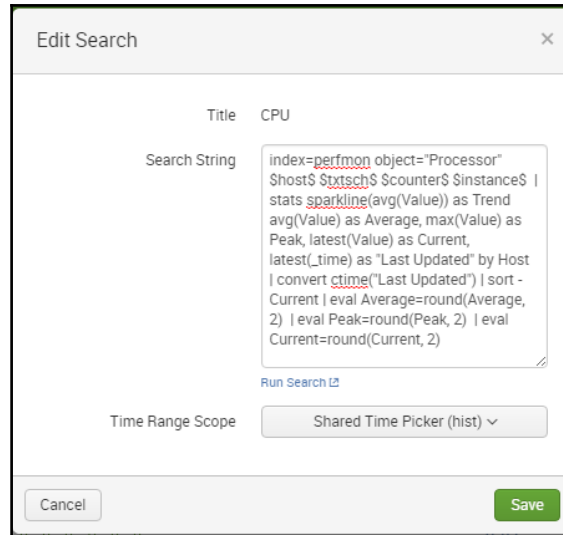 Edit Search
×
Title CPU
Search String
index=perfmon object="Processor"
$host$ $txtsch$ $counter$ $instance$ |
stats sparkline(avg(Value)) as Trend
avg(Value) as Average, max(Value) as
Peak, latest(Value) as Current,
latest(_time) as "Last Updated" by Host
| convert ctime("Last Updated") | sort -
Current | eval Average=round(Average,
2) | eval Peak=round(Peak, 2) | eval
Current=round(Current, 2)
Run Search
Time Range Scope Shared Time Picker (hist)
Cancel Save